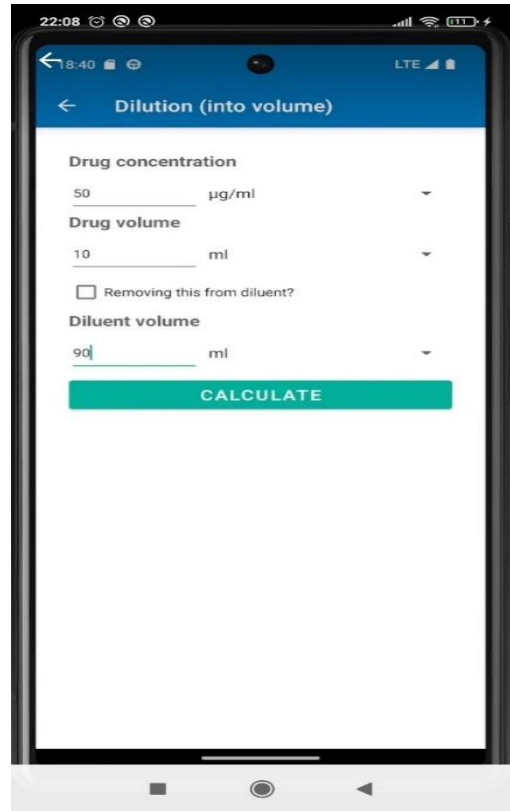 22:08
18:40
LTE
Dilution (into volume)
Drug concentration
50 µg/ml
Drug volume
10 ml
Removing this from diluent?
Diluent volume
90 ml
CALCULATE